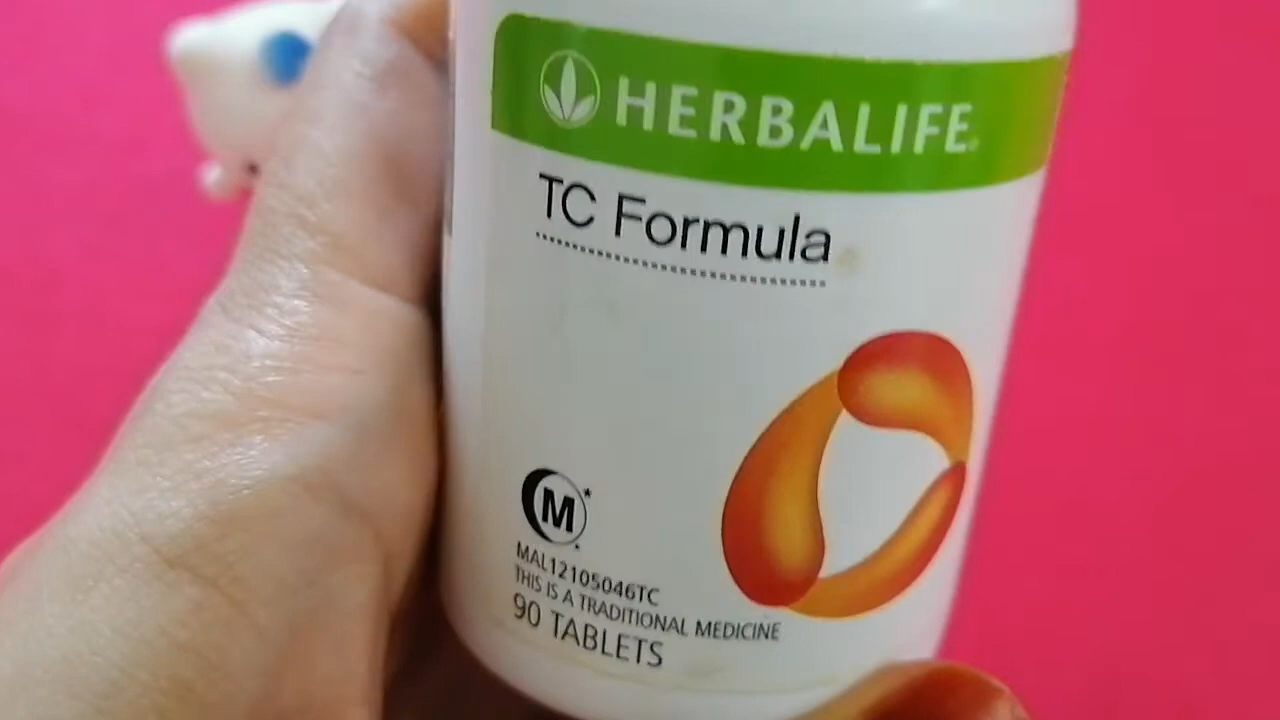 HERBALIFE
TC Formula
M*
MAL12105046TC
THIS IS A TRADITIONAL MEDICINE
90 TABLETS